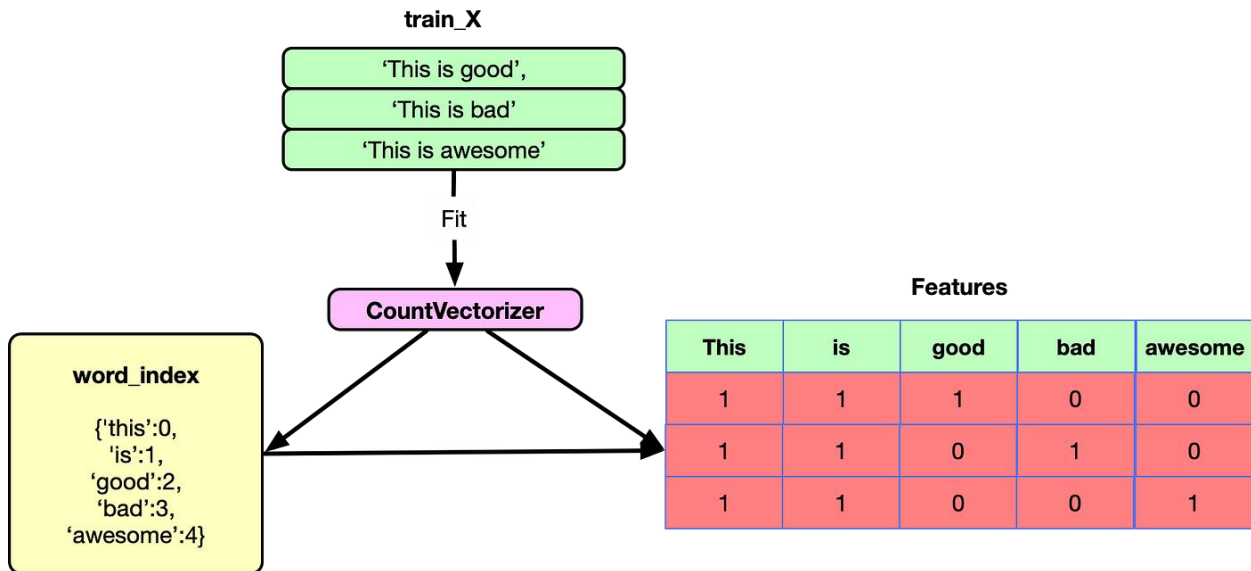 train_X
‘This is good’,
‘This is bad’
‘This is awesome’
Fit
CountVectorizer
word_index
{'this':0,
'is':1,
‘good’:2,
‘bad’:3,
‘awesome’:4}
Features
This is good bad awesome
1 1 1 0 0
1 1 0 1 0
1 1 0 0 1